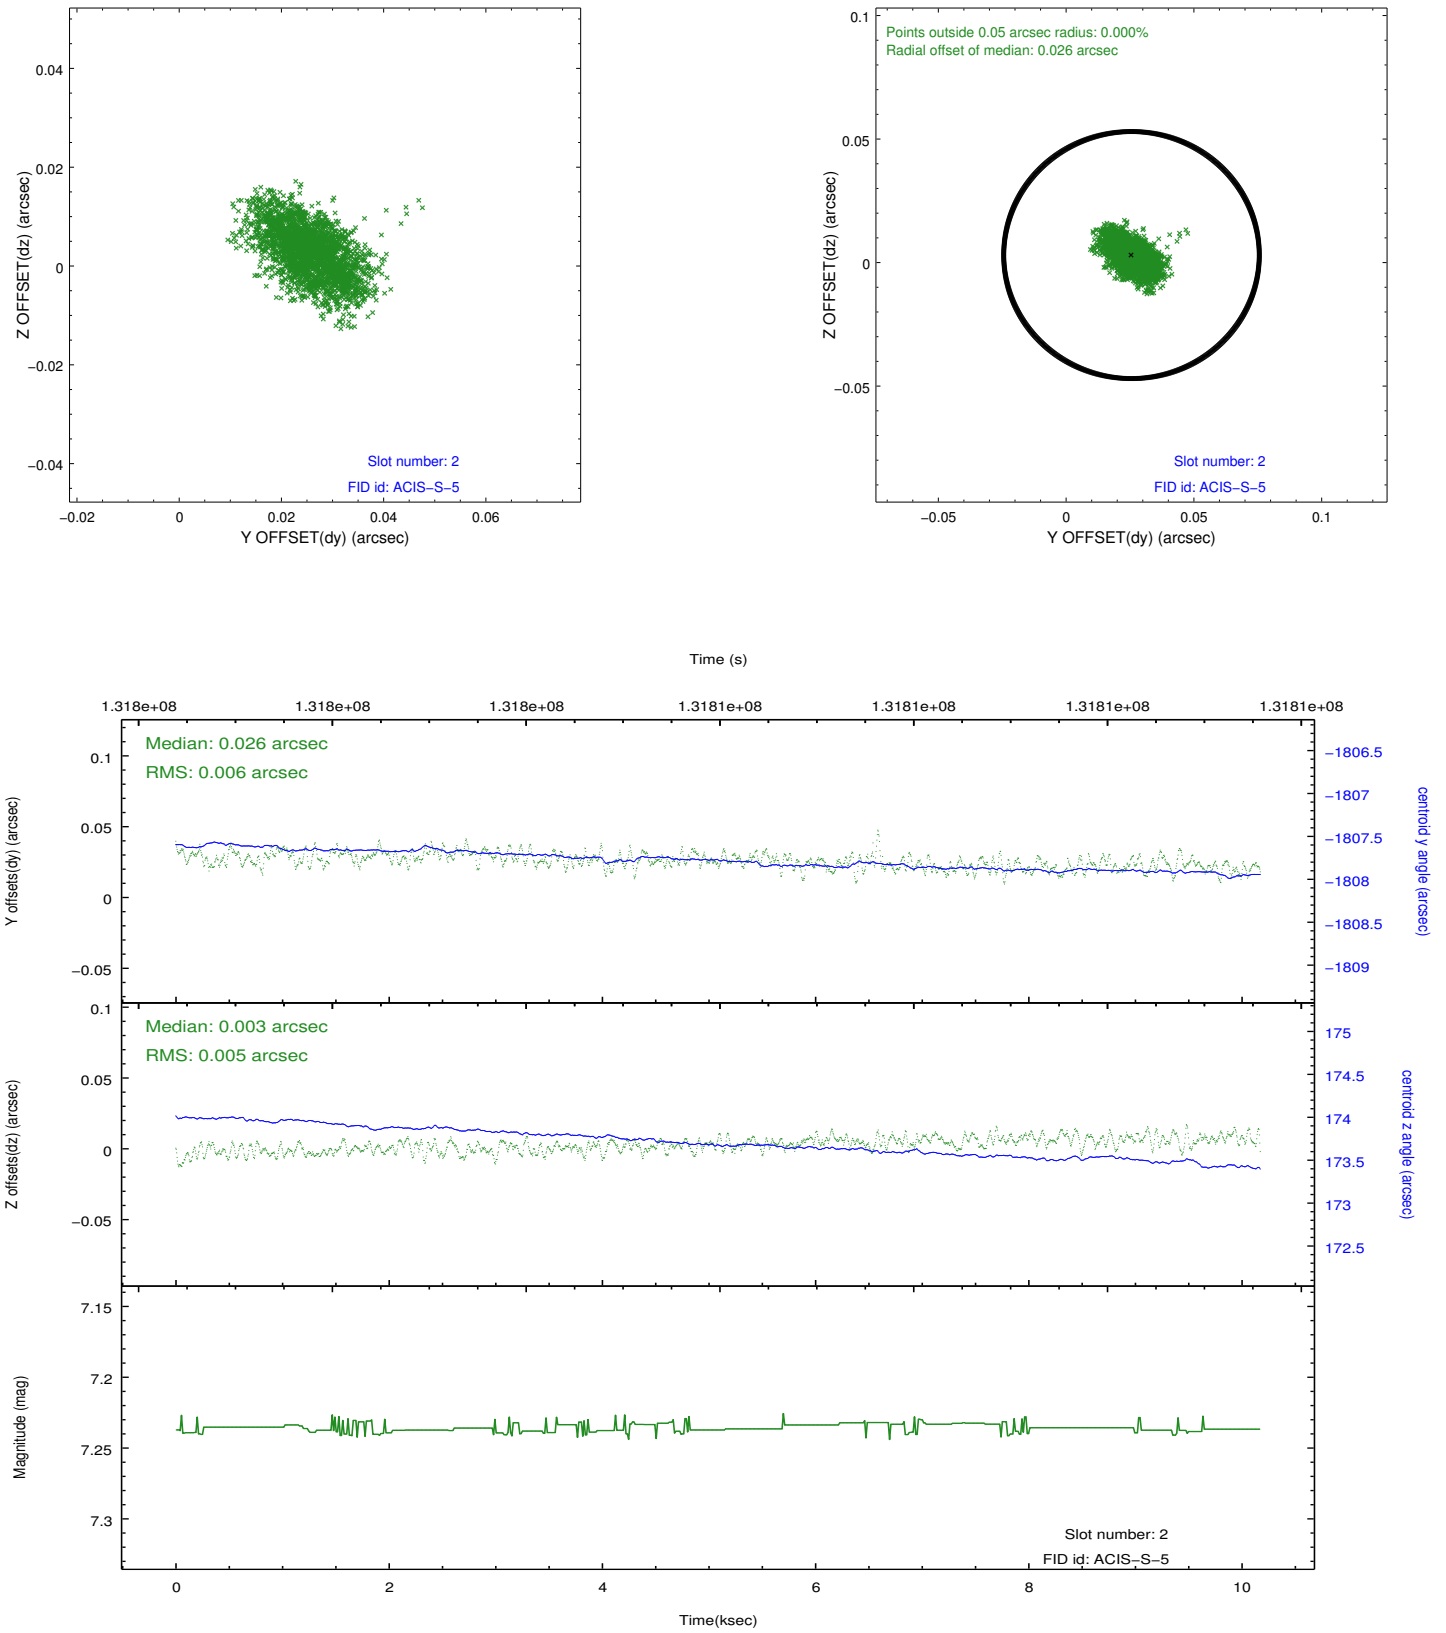 0.04
0.02
0
−0.02
−0.04
Z OFFSET(dz) (arcsec)
Slot number: 2
FID id: ACIS−S−5
−0.02
0
0.02
0.04
0.06
Y OFFSET(dy) (arcsec)
Points outside 0.05 arcsec radius: 0.000%
Radial offset of median: 0.026 arcsec
0.1
0.05
0
−0.05
Z OFFSET(dz) (arcsec)
Slot number: 2
FID id: ACIS−S−5
−0.05
0
0.05
0.1
Y OFFSET(dy) (arcsec)
Time (s)
1.318e+08
1.318e+08
1.318e+08
1.3181e+08
1.3181e+08
1.3181e+08
1.3181e+08
Median: 0.026 arcsec
RMS: 0.006 arcsec
0.1
0.05
0
−0.05
Y offsets(dy) (arcsec)
−1806.5
−1807
−1807.5
−1808
−1808.5
−1809
centroid y angle (arcsec)
Median: 0.003 arcsec
RMS: 0.005 arcsec
0.1
0.05
0
−0.05
Z offsets(dz) (arcsec)
175
174.5
174
173.5
173
172.5
centroid z angle (arcsec)
7.15
7.2
7.25
7.3
Magnitude (mag)
Slot number: 2
FID id: ACIS−S−5
0
2
4
6
8
10
Time(ksec)